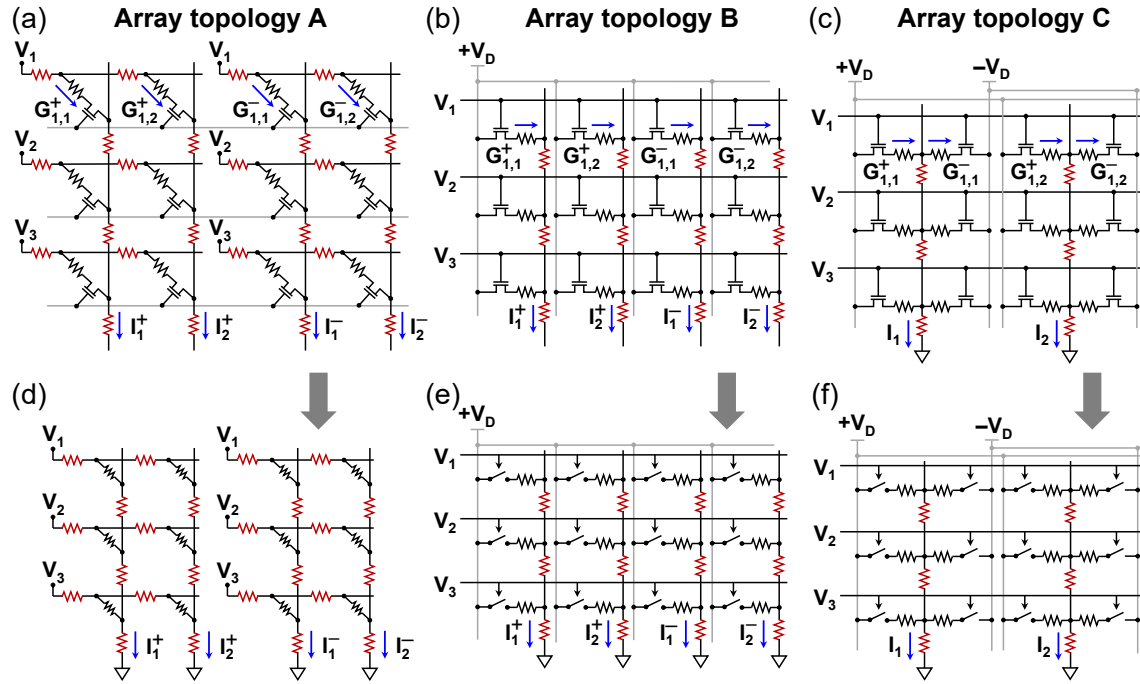 (a) Array topology A
V1 V1
G+1,1 G+1,2 G−1,1 G−1,2
V2 V2
V3 V3
I+1 I+2 I−1 I−2
(b) Array topology B
+VD
V1
G+1,1 G+1,2 G−1,1 G−1,2
V2
V3
I+1 I+2 I−1 I−2
(c) Array topology C
+VD −VD
V1
G+1,1 G−1,1 G+1,2 G−1,2
V2
V3
I1 I2
(d)
V1 V1
V2 V2
V3 V3
I+1 I+2 I−1 I−2
(e)
+VD
V1
V2
V3
I+1 I+2 I−1 I−2
(f)
+VD −VD
V1
V2
V3
I1 I2